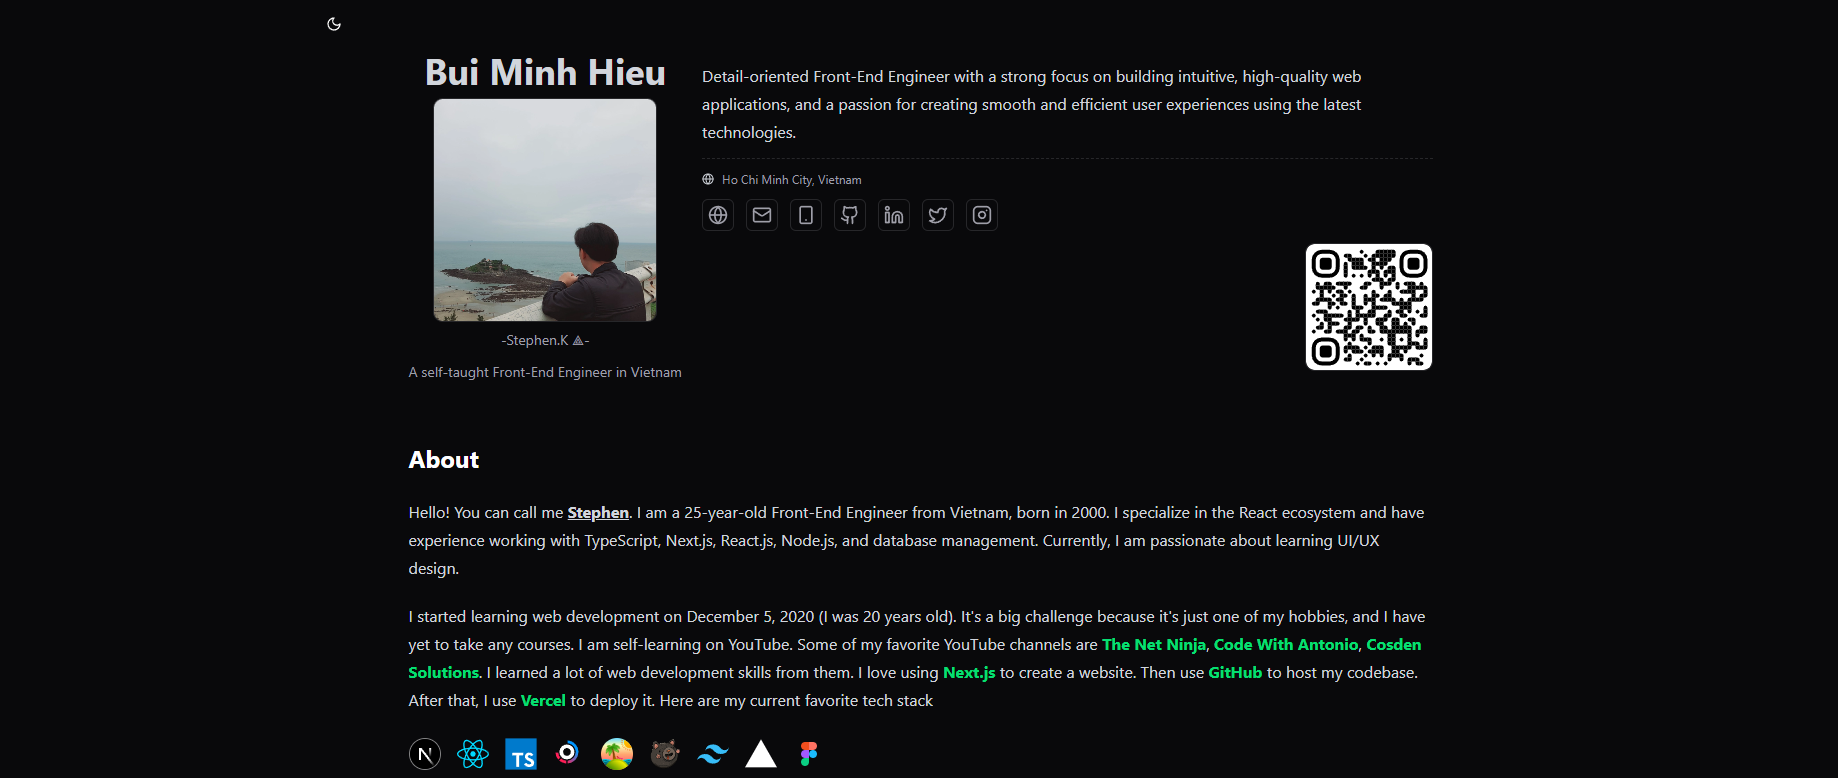 Bui Minh Hieu
-Stephen.K ⟁-
A self-taught Front-End Engineer in Vietnam
Detail-oriented Front-End Engineer with a strong focus on building intuitive, high-quality web
applications, and a passion for creating smooth and efficient user experiences using the latest
technologies.
Ho Chi Minh City, Vietnam
About
Hello! You can call me Stephen. I am a 25-year-old Front-End Engineer from Vietnam, born in 2000. I specialize in the React ecosystem and have
experience working with TypeScript, Next.js, React.js, Node.js, and database management. Currently, I am passionate about learning UI/UX
design.
I started learning web development on December 5, 2020 (I was 20 years old). It's a big challenge because it's just one of my hobbies, and I have
yet to take any courses. I am self-learning on YouTube. Some of my favorite YouTube channels are The Net Ninja, Code With Antonio, Cosden
Solutions. I learned a lot of web development skills from them. I love using Next.js to create a website. Then use GitHub to host my codebase.
After that, I use Vercel to deploy it. Here are my current favorite tech stack
N TS